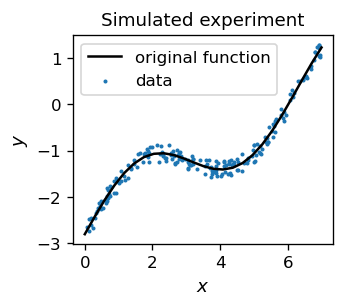 Simulated experiment
original function
data
1
0
−1
−2
−3
y
0
2
4
6
x